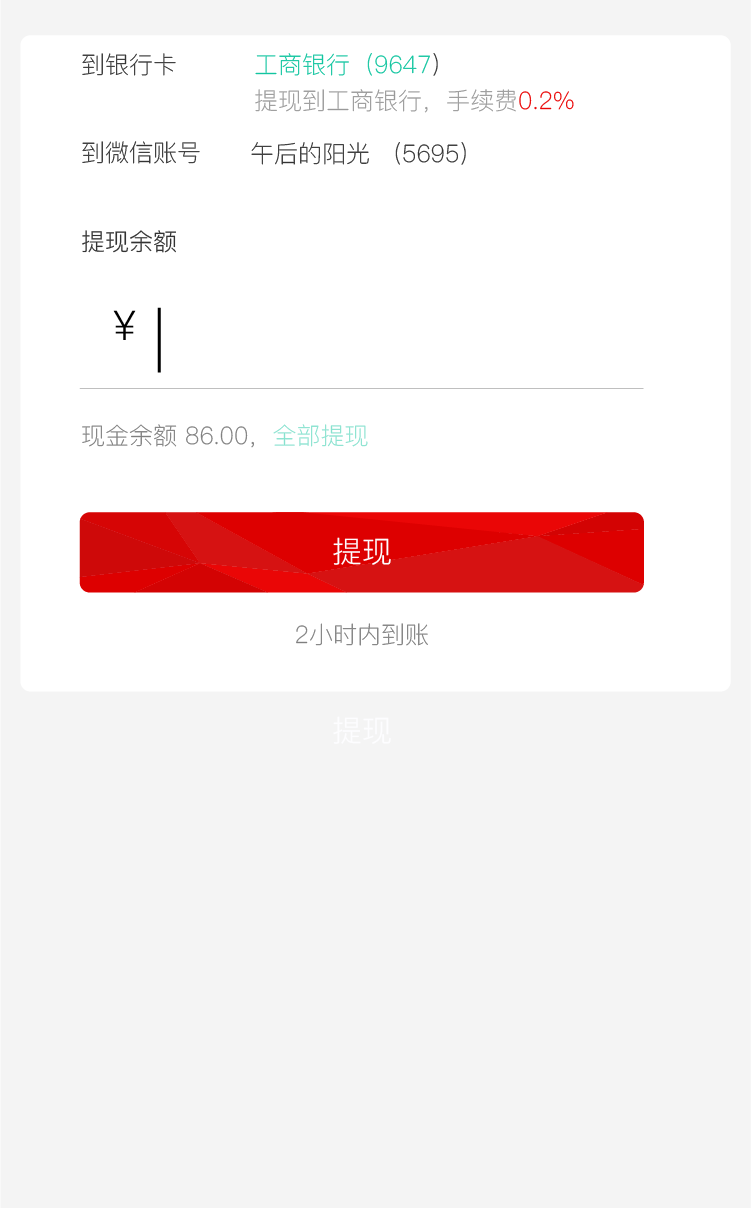 到银行卡 工商银行（9647）
提现到工商银行，手续费0.2%
到微信账号 午后的阳光 （5695）
提现余额
¥
现金余额 86.00，全部提现
提现
2小时内到账
提现